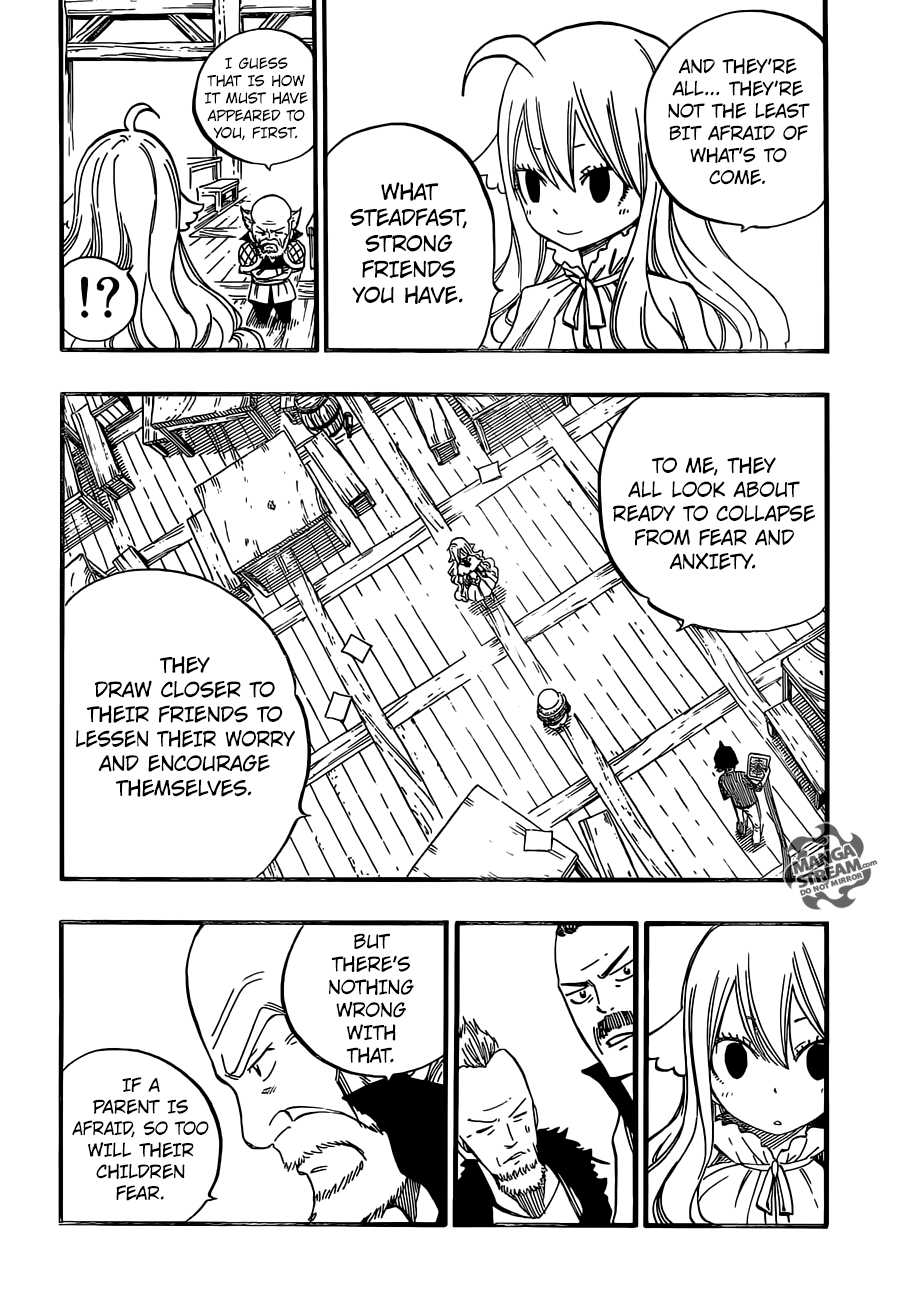 AND THEY'RE
ALL... THEY'RE
NOT THE LEAST
BIT AFRAID OF
WHAT'S TO
COME.
WHAT
STEADFAST,
STRONG
FRIENDS
YOU HAVE.
I GUESS
THAT IS HOW
IT MUST HAVE
APPEARED TO
YOU, FIRST.
!?
TO ME, THEY
ALL LOOK ABOUT
READY TO COLLAPSE
FROM FEAR AND
ANXIETY.
THEY
DRAW CLOSER TO
THEIR FRIENDS TO
LESSEN THEIR WORRY
AND ENCOURAGE
THEMSELVES.
MANGA
STREAM.com
DO NOT MIRROR
BUT
THERE'S
NOTHING
WRONG
WITH
THAT.
IF A
PARENT IS
AFRAID, SO TOO
WILL THEIR
CHILDREN
FEAR.